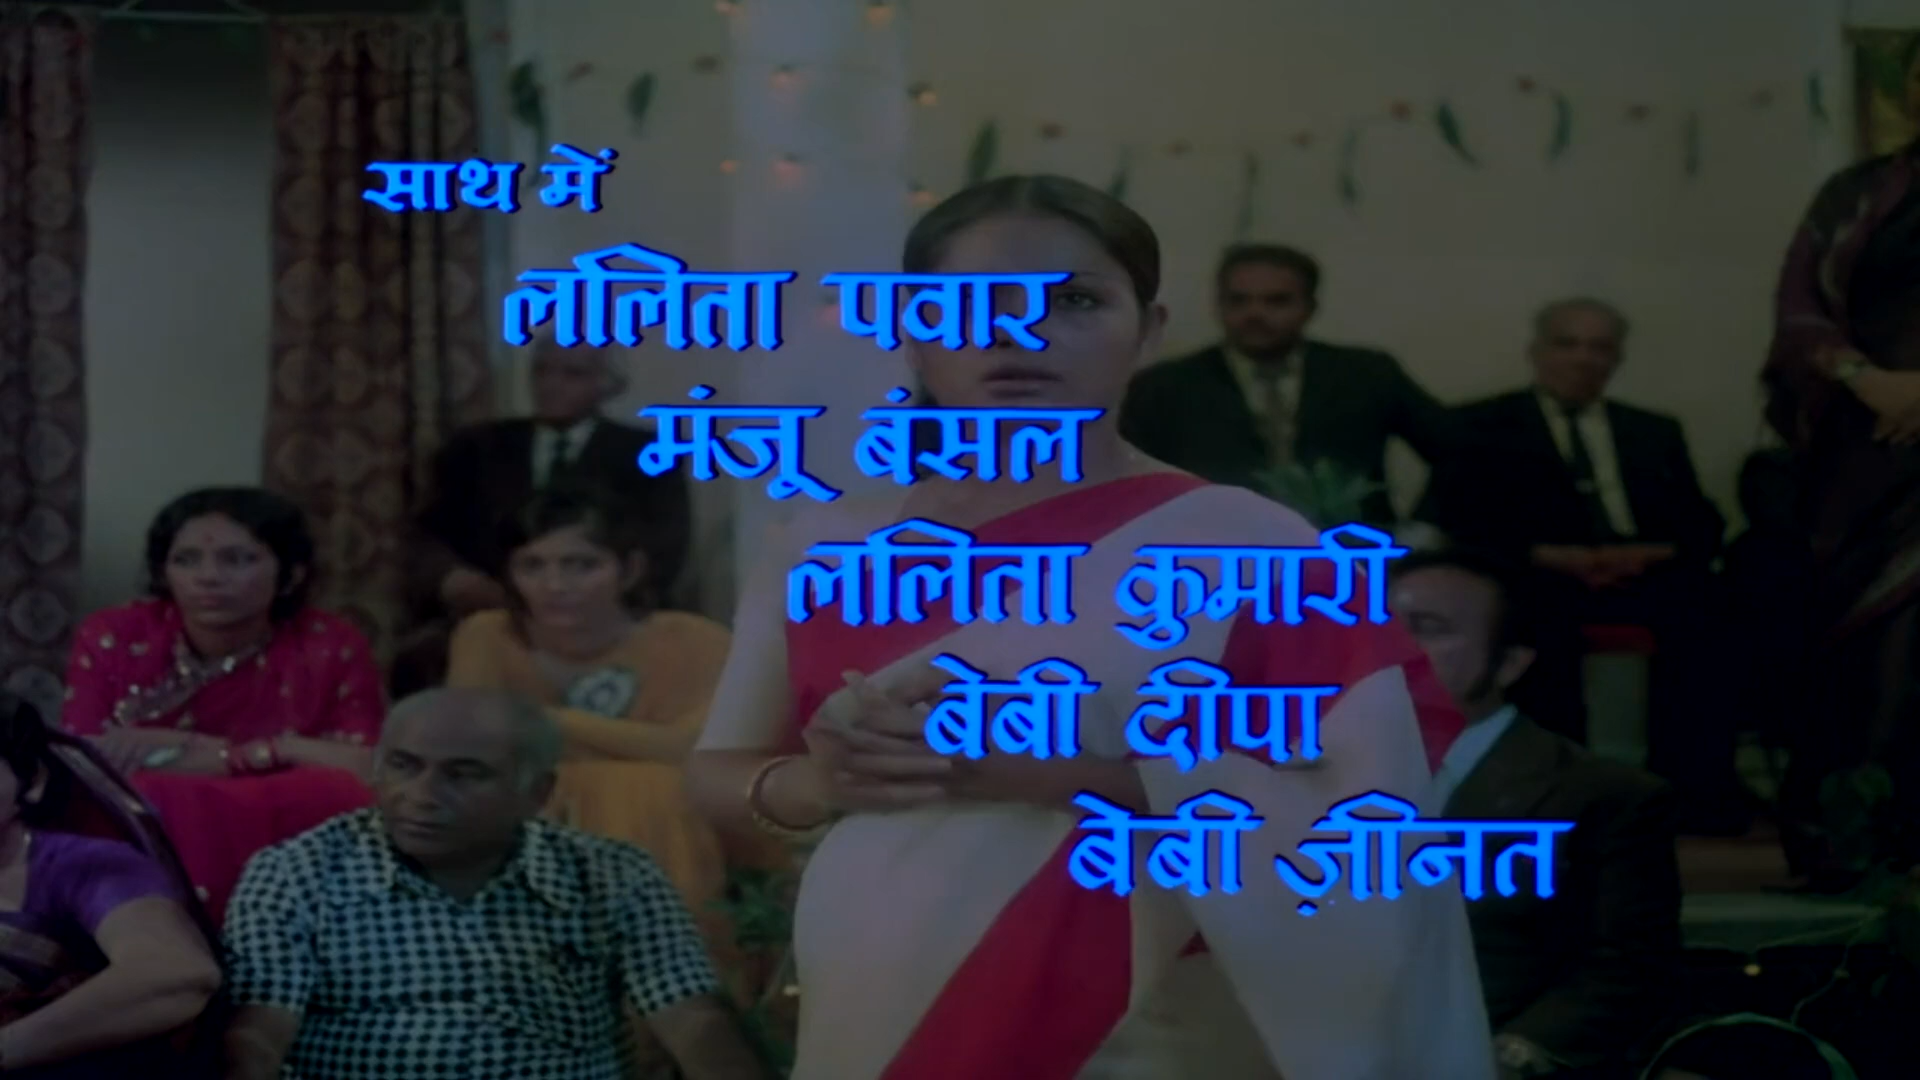 साथ में
ललिता पवार
मंजू बंसल
ललिता कुमारी
बेबी दीपा
बेबी ज़ीनत